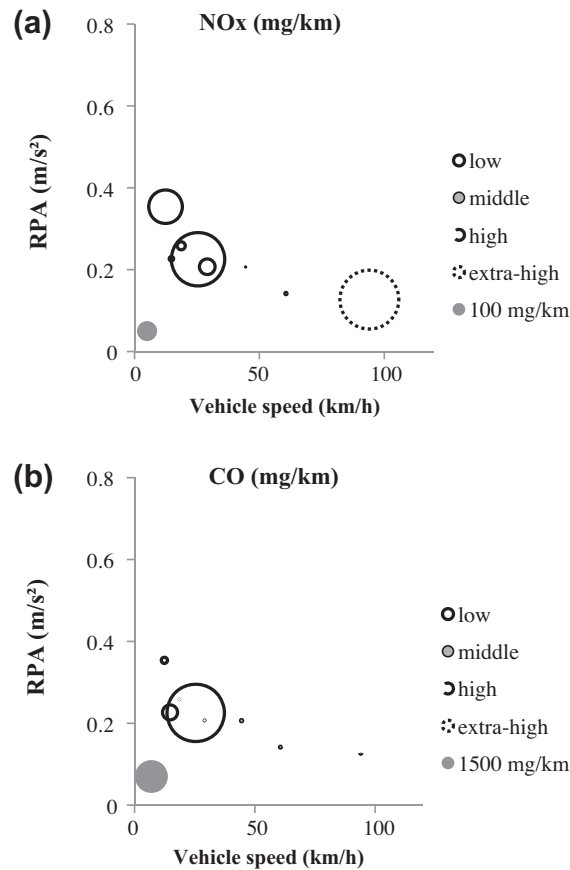 (a)
NOx (mg/km)
RPA (m/s²)
0.8
0.6
0.4
0.2
0
0
50
100
Vehicle speed (km/h)
low
middle
high
extra-high
100 mg/km
(b)
CO (mg/km)
RPA (m/s²)
0.8
0.6
0.4
0.2
0
0
50
100
Vehicle speed (km/h)
low
middle
high
extra-high
1500 mg/km